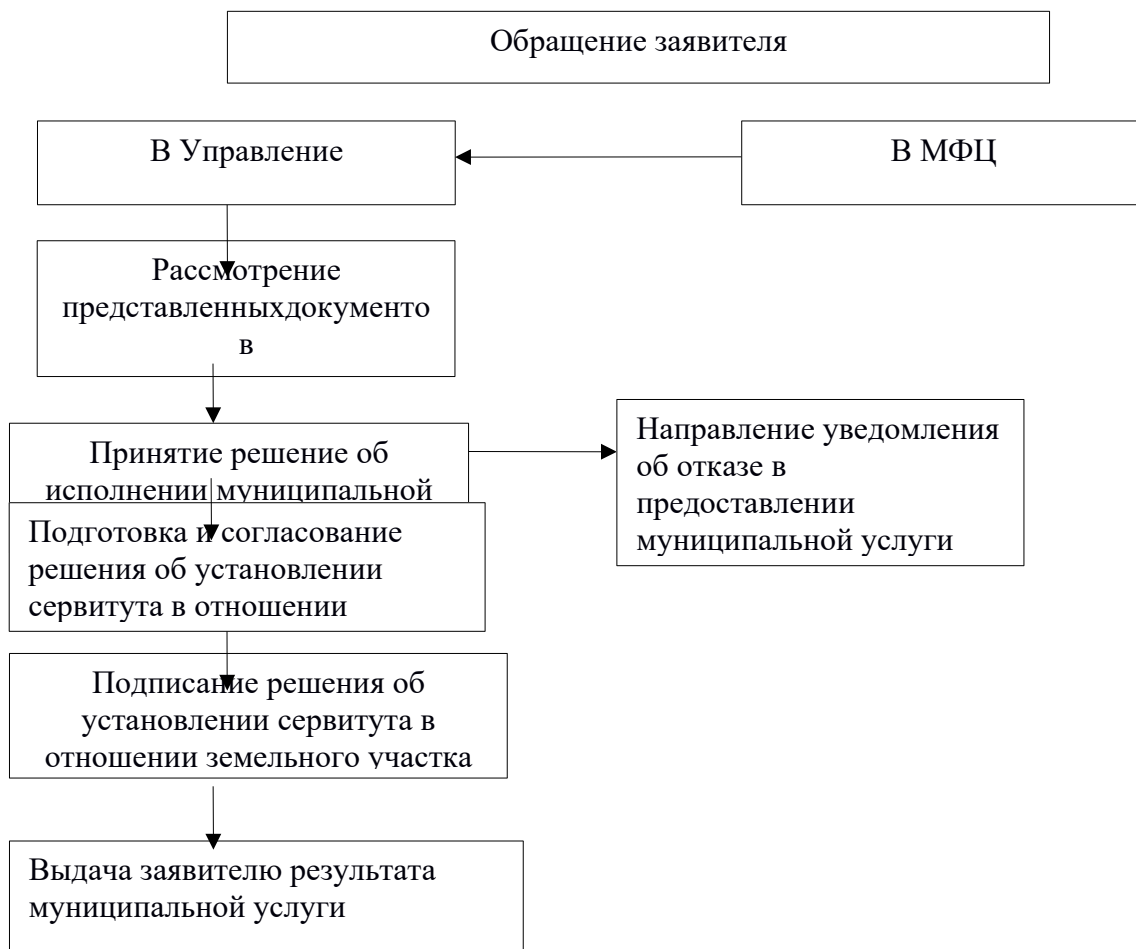 Обращение заявителя
В Управление
В МФЦ
Рассмотрение
представленныхдокументо
в
Принятие решение об
исполнении муниципальной
Направление уведомления
об отказе в
предоставлении
муниципальной услуги
Подготовка и согласование
решения об установлении
сервитута в отношении
Подписание решения об
установлении сервитута в
отношении земельного участка
Выдача заявителю результата
муниципальной услуги